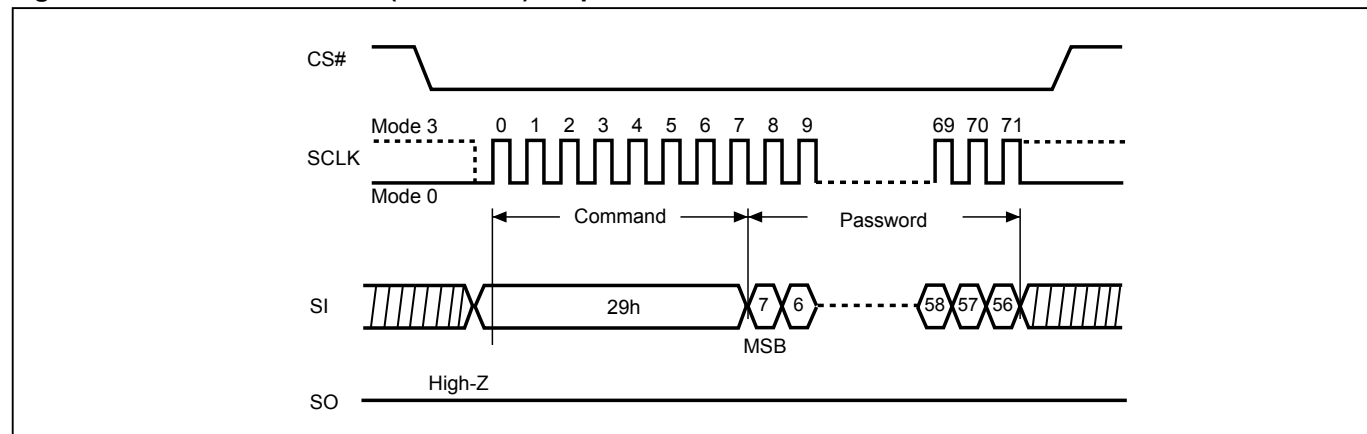 CS#
Mode 3
0 1 2 3 4 5 6 7 8 9 69 70 71
SCLK
Mode 0
Command Password
SI 29h 7 6 58 57 56
MSB
High-Z
SO